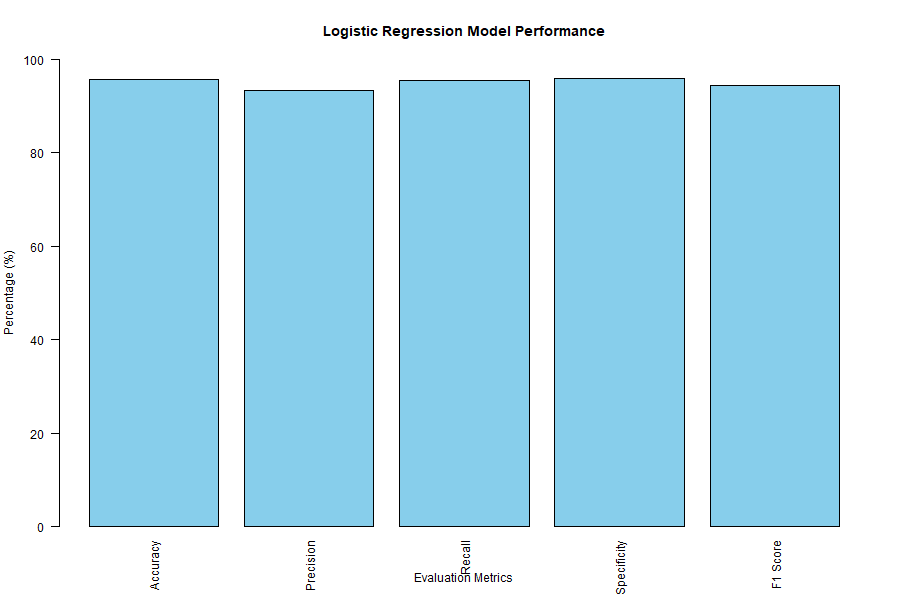 Logistic Regression Model Performance
Percentage (%)
100
80
60
40
20
0
Accuracy
Precision
Recall
Specificity
F1 Score
Evaluation Metrics